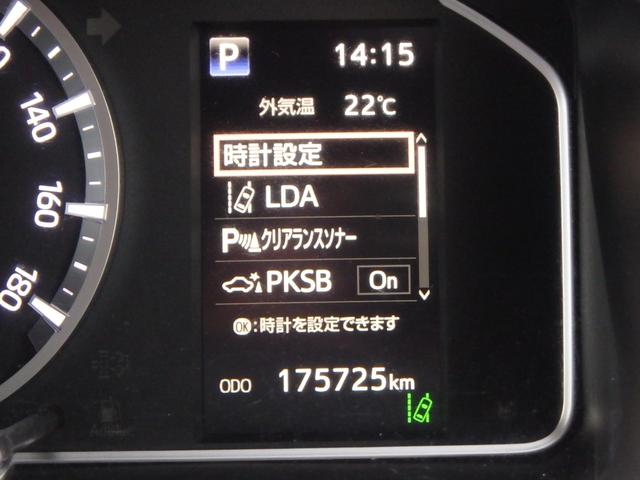 P 14:15
外気温 22℃
時計設定
LDA
P クリアランスソナー
PKSB On
OK:時計を設定できます
ODO 175725km
140
160
180
AdBlue